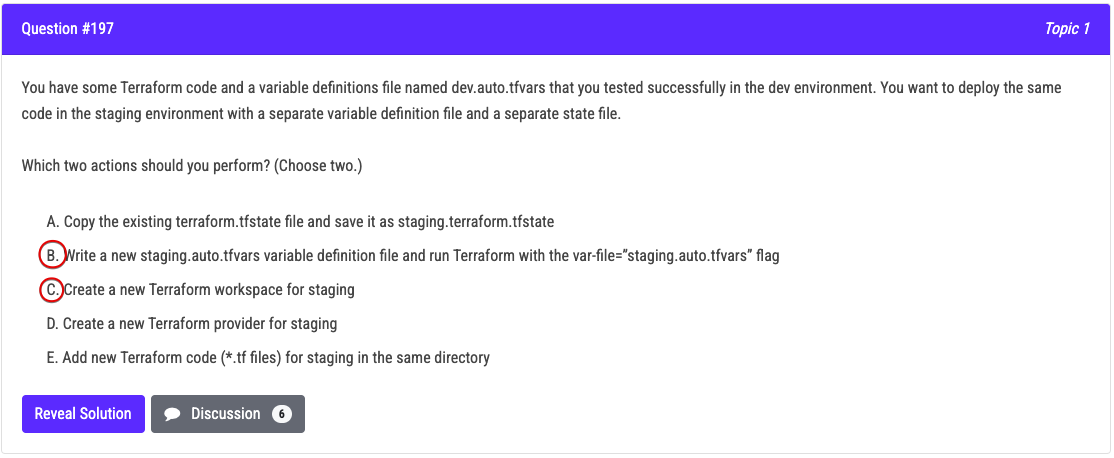 Question #197
Topic 1
You have some Terraform code and a variable definitions file named dev.auto.tfvars that you tested successfully in the dev environment. You want to deploy the same
code in the staging environment with a separate variable definition file and a separate state file.
Which two actions should you perform? (Choose two.)
A. Copy the existing terraform.tfstate file and save it as staging.terraform.tfstate
B. Write a new staging.auto.tfvars variable definition file and run Terraform with the var-file=”staging.auto.tfvars” flag
C. Create a new Terraform workspace for staging
D. Create a new Terraform provider for staging
E. Add new Terraform code (*.tf files) for staging in the same directory
Reveal Solution
Discussion 6